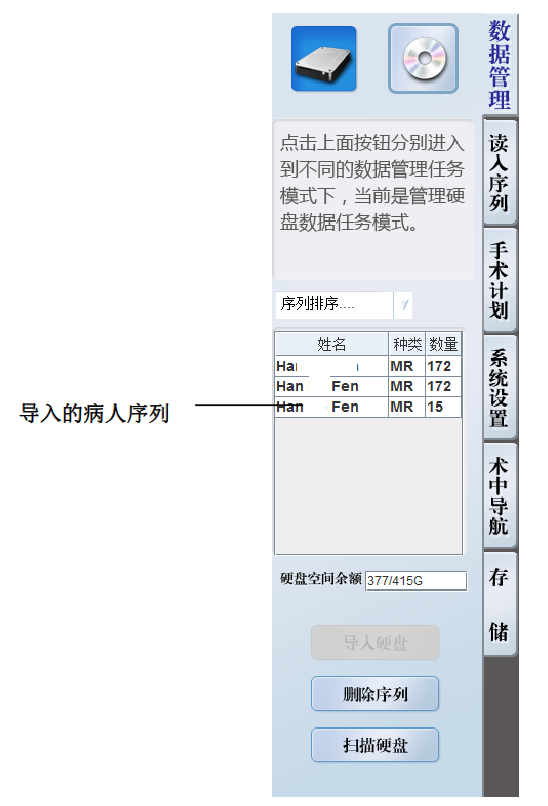 数据管理
点击上面按钮分别进入
到不同的数据管理任务
模式下，当前是管理硬
盘数据任务模式。
序列排序....
姓名 种类 数量
Han MR 172
Han Fen MR 172
Han Fen MR 15
导入的病人序列
硬盘空间余额 377/415G
导入硬盘
删除序列
扫描硬盘
读入序列
手术计划
系统设置
术中导航
存储